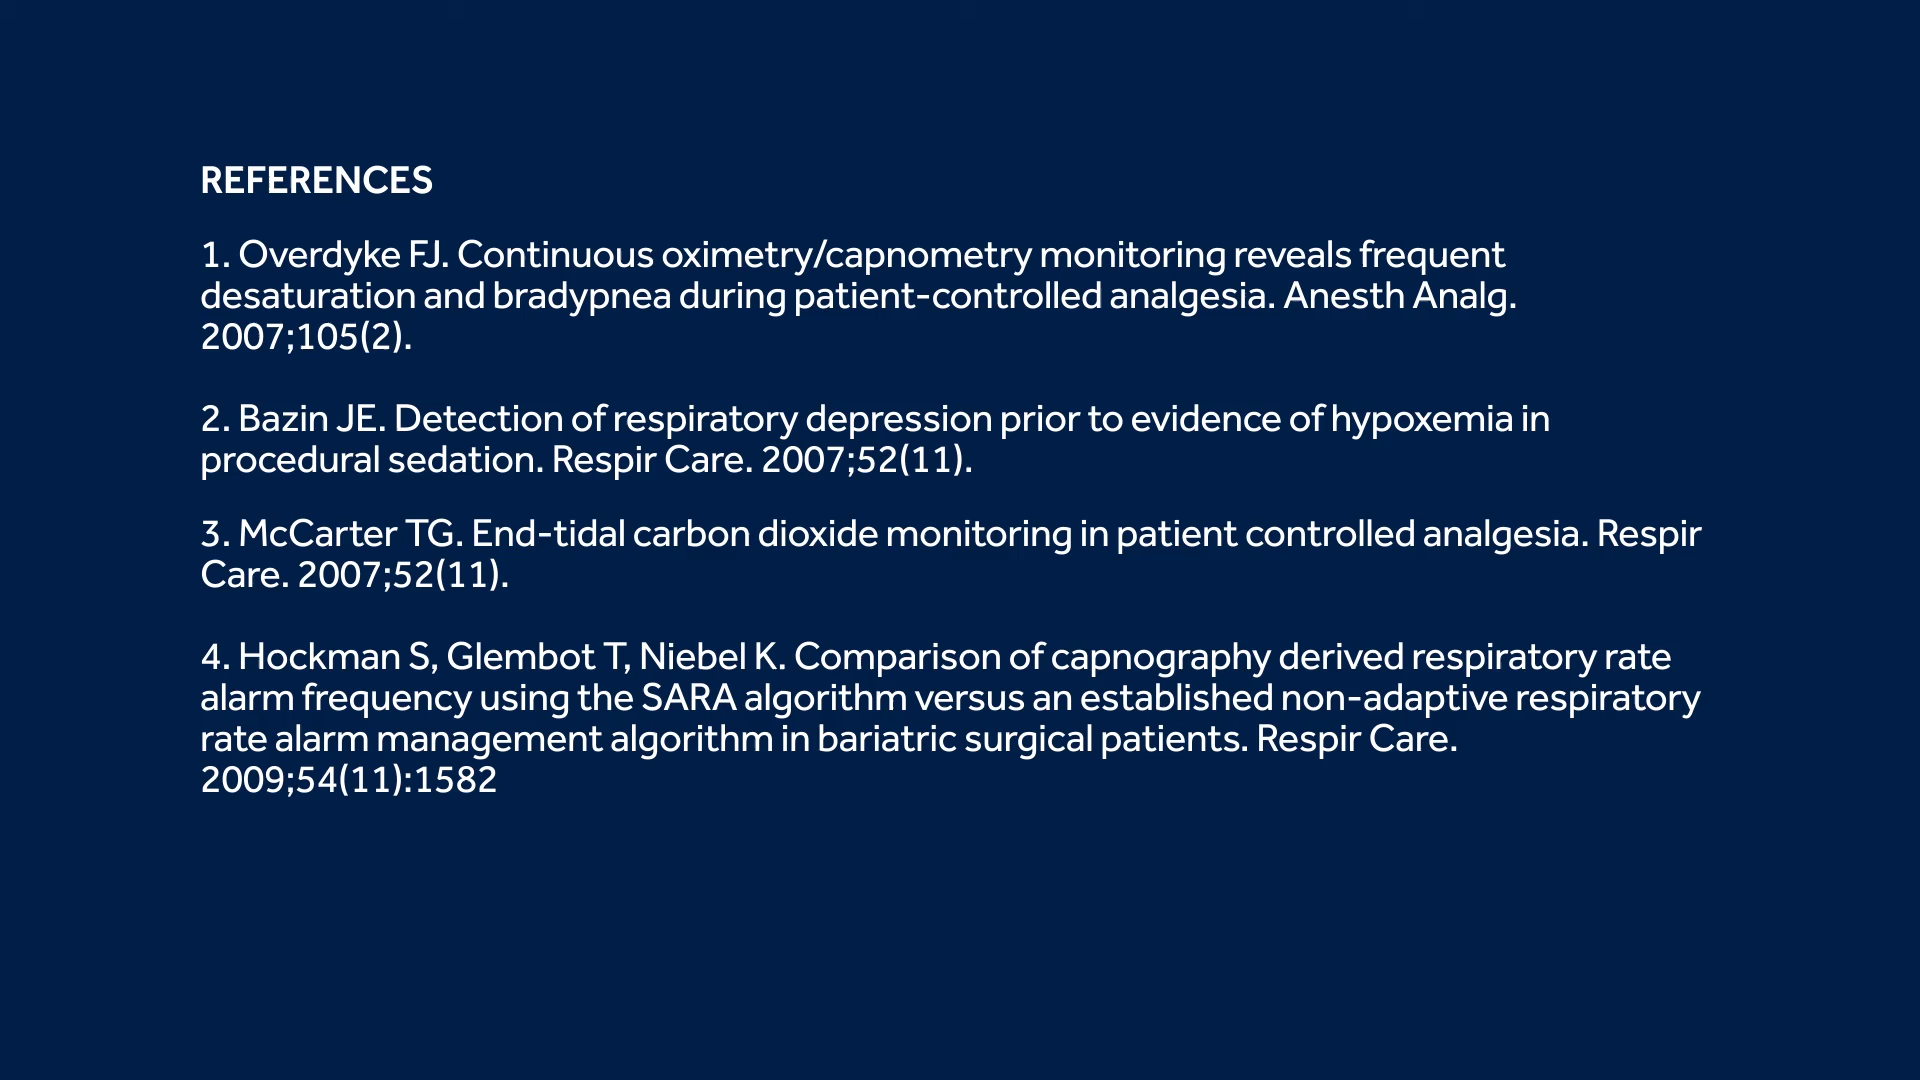 REFERENCES
1. Overdyke FJ. Continuous oximetry/capnometry monitoring reveals frequent
desaturation and bradypnea during patient-controlled analgesia. Anesth Analg.
2007;105(2).
2. Bazin JE. Detection of respiratory depression prior to evidence of hypoxemia in
procedural sedation. Respir Care. 2007;52(11).
3. McCarter TG. End-tidal carbon dioxide monitoring in patient controlled analgesia. Respir
Care. 2007;52(11).
4. Hockman S, Glembot T, Niebel K. Comparison of capnography derived respiratory rate
alarm frequency using the SARA algorithm versus an established non-adaptive respiratory
rate alarm management algorithm in bariatric surgical patients. Respir Care.
2009;54(11):1582